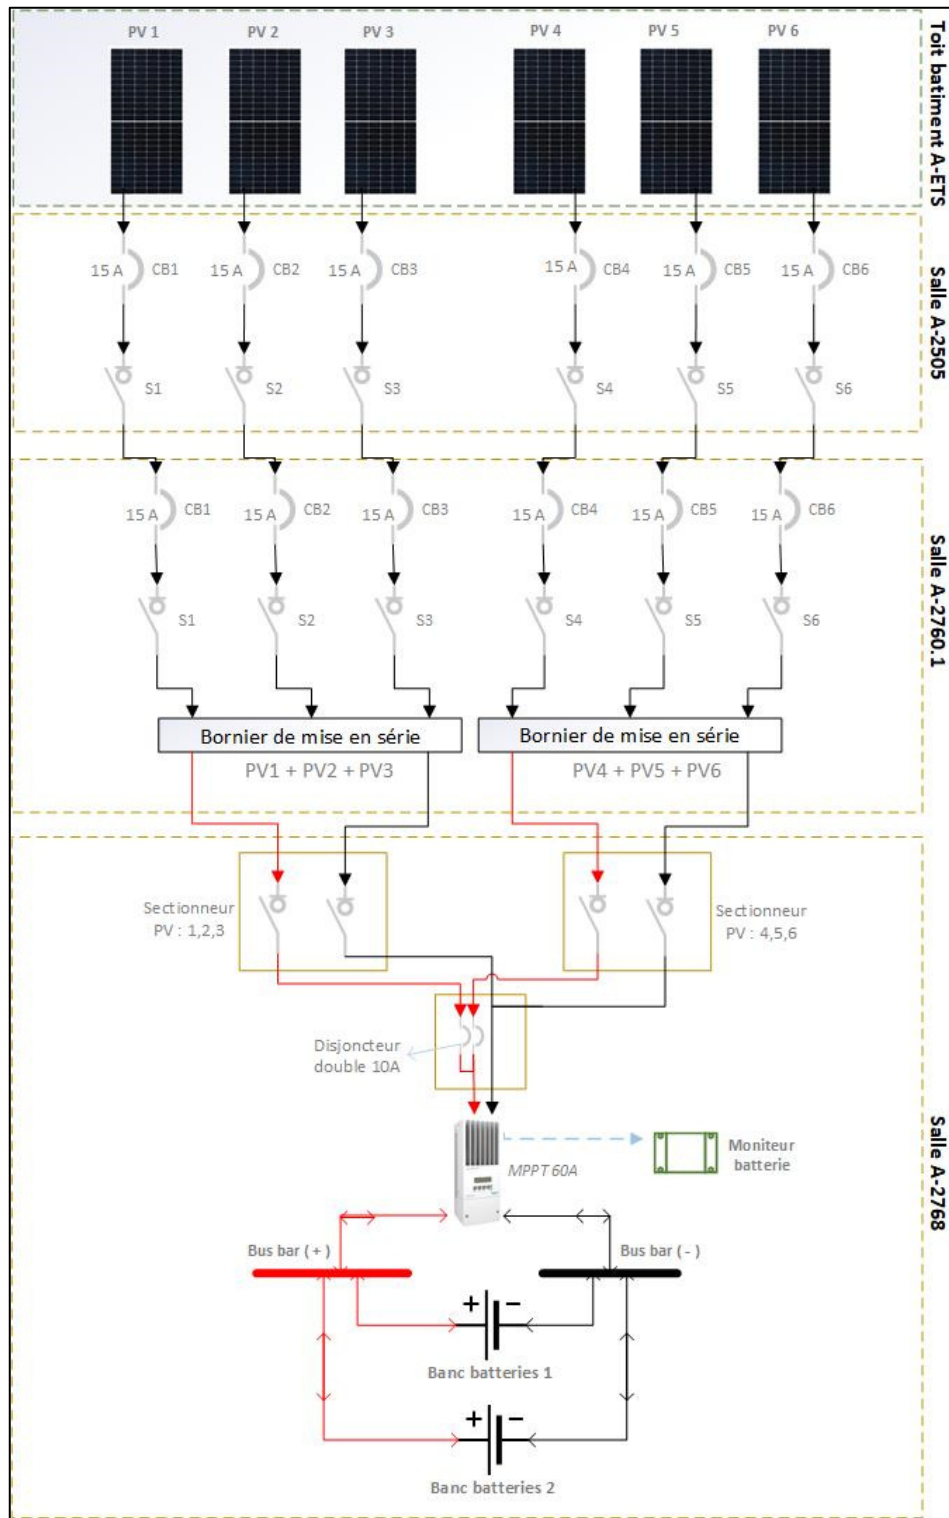 PV 1
PV 2
PV 3
PV 4
PV 5
PV 6
Toit batiment A-ETS
15 A
CB1
15 A
CB2
15 A
CB3
15 A
CB4
15 A
CB5
15 A
CB6
S1
S2
S3
S4
S5
S6
Salle A-2505
15 A
CB1
15 A
CB2
15 A
CB3
15 A
CB4
15 A
CB5
15 A
CB6
S1
S2
S3
S4
S5
S6
Salle A-2760.1
Bornier de mise en série
Bornier de mise en série
PV1 + PV2 + PV3
PV4 + PV5 + PV6
Sectionneur
PV : 1,2,3
Sectionneur
PV : 4,5,6
Disjoncteur
double 10A
MPPT 60A
Moniteur
batterie
Salle A-2768
Bus bar ( + )
Bus bar ( - )
+
−
Banc batteries 1
+
−
Banc batteries 2